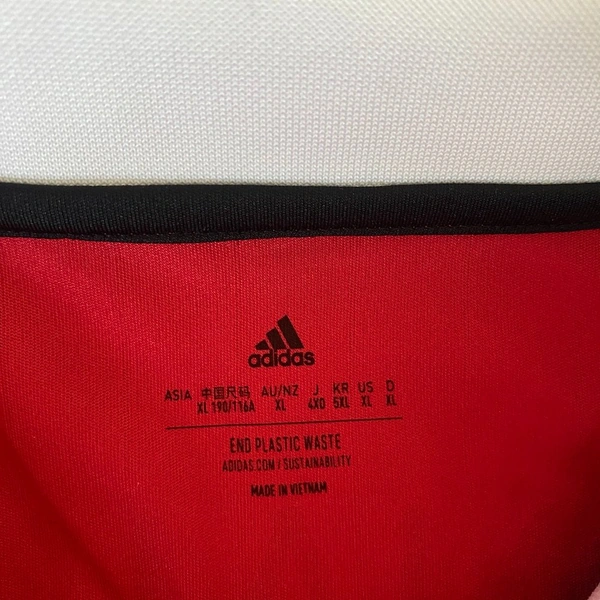 adidas
ASIA 中国尺码 AU/NZ J KR US D
XL 190/116A XL 4XO 5XL XL XL
END PLASTIC WASTE
ADIDAS.COM / SUSTAINABILITY
MADE IN VIETNAM